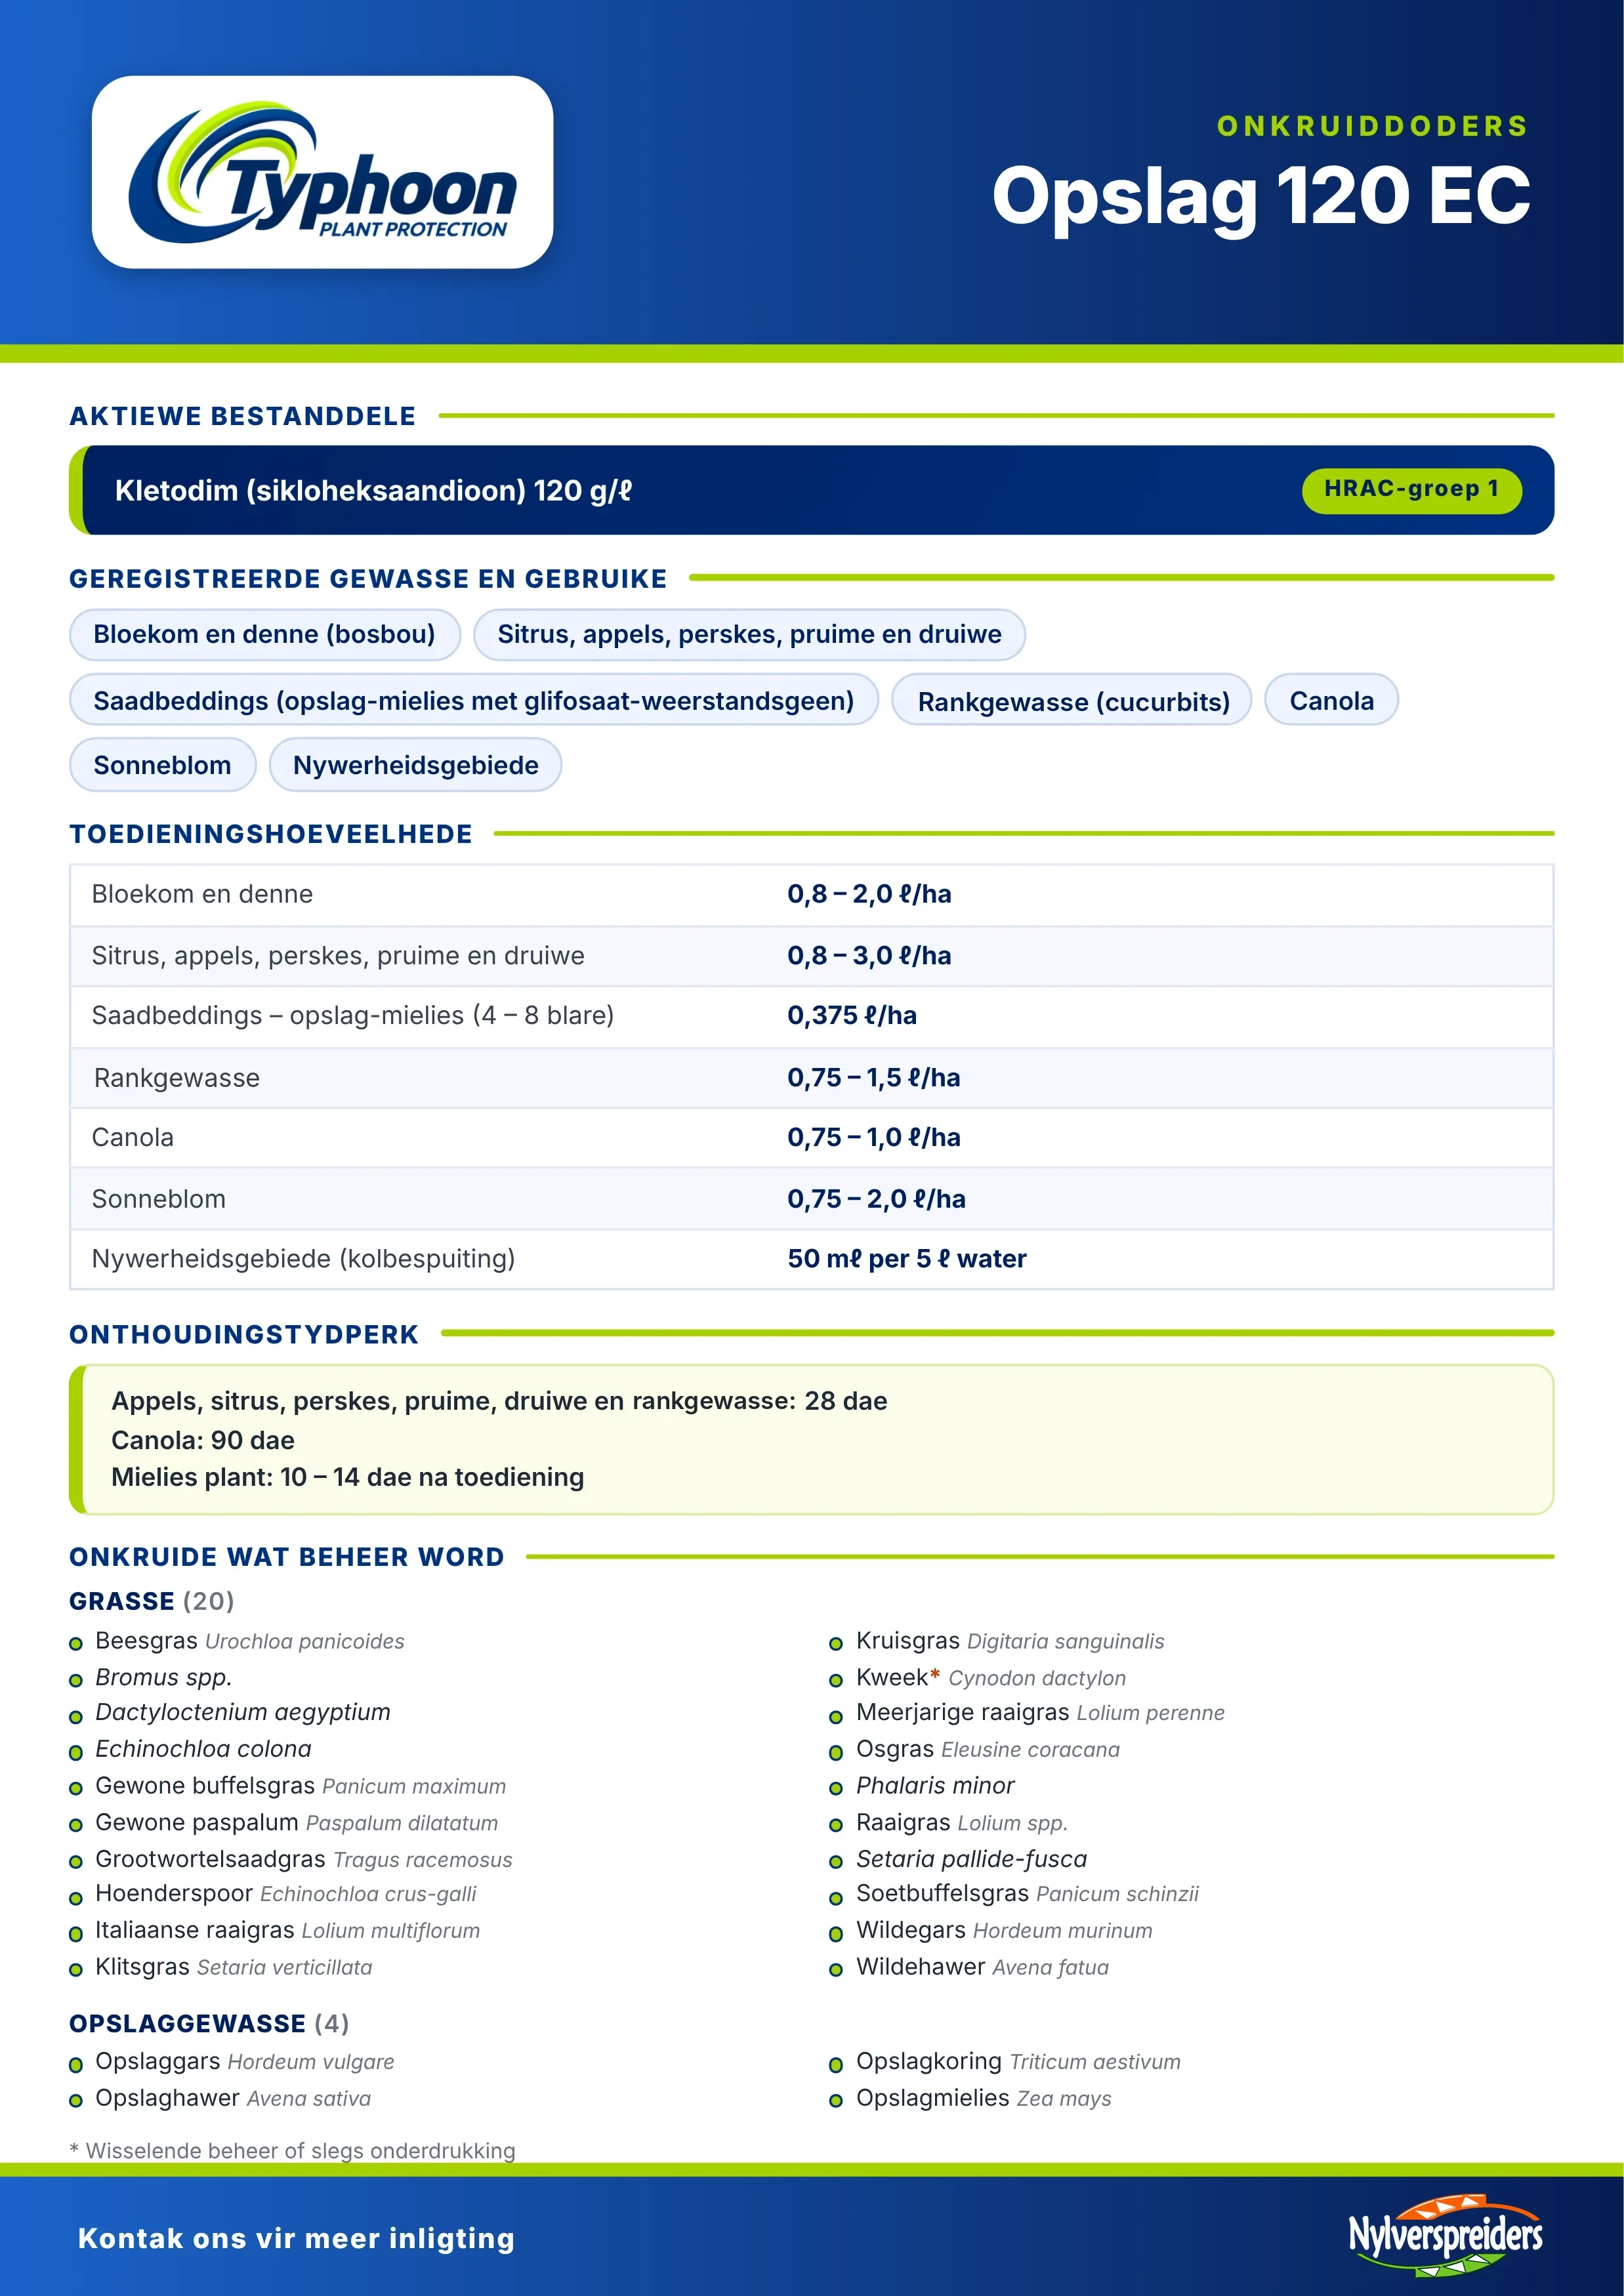 Typhoon
PLANT PROTECTION
ONKRUIDDODERS
Opslag 120 EC
AKTIEWE BESTANDDELE
Kletodim (sikloheksaandioon) 120 g/ℓ
HRAC-groep 1
GEREGISTREERDE GEWASSE EN GEBRUIKE
Bloekom en denne (bosbou)
Sitrus, appels, perskes, pruime en druiwe
Saadbeddings (opslag-mielies met glifosaat-weerstandsgeen)
Rankgewasse (cucurbits)
Canola
Sonneblom
Nywerheidsgebiede
TOEDIENINGSHOEVEELHEDE
Bloekom en denne 0,8 – 2,0 ℓ/ha
Sitrus, appels, perskes, pruime en druiwe 0,8 – 3,0 ℓ/ha
Saadbeddings – opslag-mielies (4 – 8 blare) 0,375 ℓ/ha
Rankgewasse 0,75 – 1,5 ℓ/ha
Canola 0,75 – 1,0 ℓ/ha
Sonneblom 0,75 – 2,0 ℓ/ha
Nywerheidsgebiede (kolbespuiting) 50 mℓ per 5 ℓ water
ONTHOUDINGSTYDPERK
Appels, sitrus, perskes, pruime, druiwe en rankgewasse: 28 dae
Canola: 90 dae
Mielies plant: 10 – 14 dae na toediening
ONKRUIDE WAT BEHEER WORD
GRASSE (20)
Beesgras Urochloa panicoides
Bromus spp.
Dactyloctenium aegyptium
Echinochloa colona
Gewone buffelsgras Panicum maximum
Gewone paspalum Paspalum dilatatum
Grootwortelsaadgras Tragus racemosus
Hoenderspoor Echinochloa crus-galli
Italiaanse raaigras Lolium multiflorum
Klitsgras Setaria verticillata
Kruisgras Digitaria sanguinalis
Kweek* Cynodon dactylon
Meerjarige raaigras Lolium perenne
Osgras Eleusine coracana
Phalaris minor
Raaigras Lolium spp.
Setaria pallide-fusca
Soetbuffelsgras Panicum schinzii
Wildegars Hordeum murinum
Wildehawer Avena fatua
OPSLAGGEWASSE (4)
Opslaggars Hordeum vulgare
Opslaghawer Avena sativa
Opslagkoring Triticum aestivum
Opslagmielies Zea mays
* Wisselende beheer of slegs onderdrukking
Kontak ons vir meer inligting
Nylverspreiders